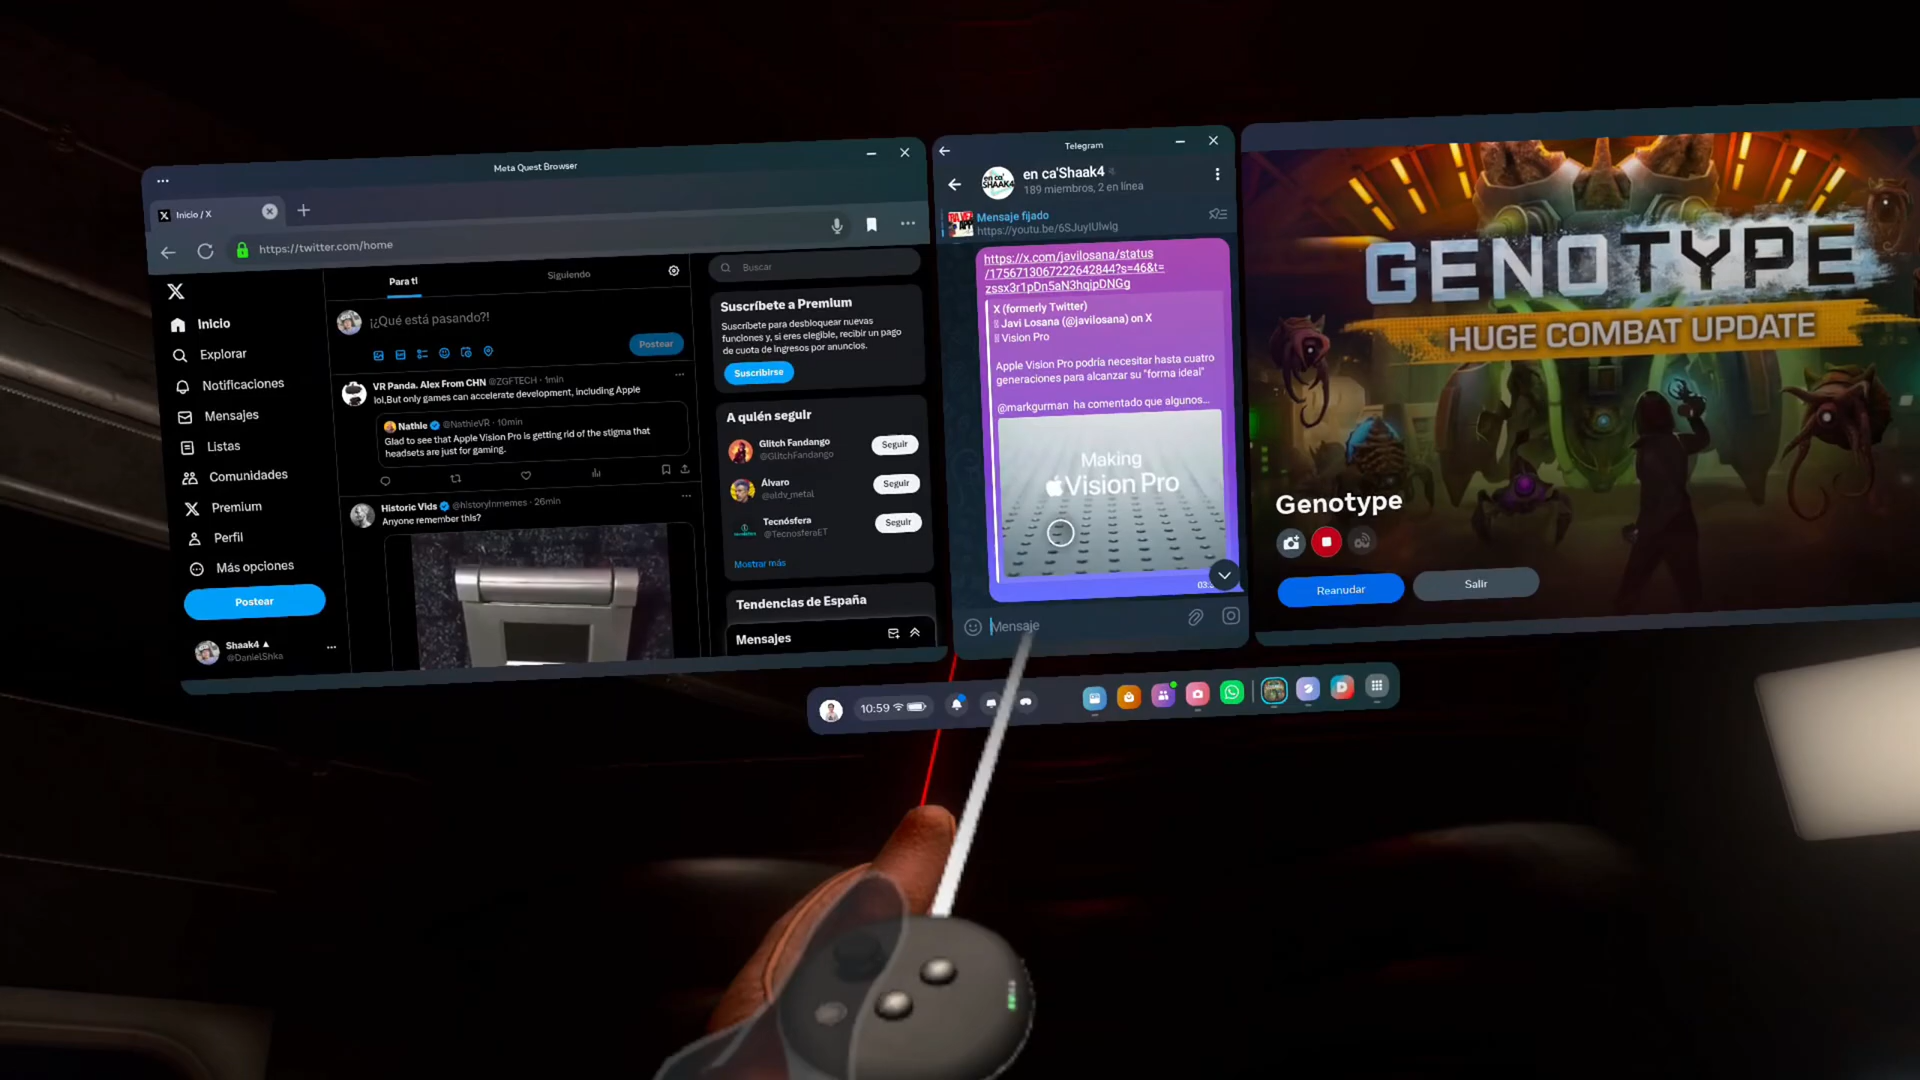 Meta Quest Browser
Inicio / X
https://twitter.com/home
Inicio
Explorar
Notificaciones
Mensajes
Listas
Comunidades
Premium
Perfil
Más opciones
Postear
Shaak4
@DanielShka
Para ti
Siguiendo
¡¿Qué está pasando?!
Postear
VR Panda. Alex From CHN @ZGFTECH · 1min
lol,But only games can accelerate development, including Apple
Nathie @NathieVR · 10min
Glad to see that Apple Vision Pro is getting rid of the stigma that
headsets are just for gaming.
Historic Vids @historyinmemes · 26min
Anyone remember this?
Buscar
Suscríbete a Premium
Suscríbete para desbloquear nuevas
funciones y, si eres elegible, recibir un pago
de cuota de ingresos por anuncios.
Suscribirse
A quién seguir
Glitch Fandango
@GlitchFandango
Seguir
Álvaro
@aldv_metal
Seguir
Tecnósfera
@TecnosferaET
Seguir
Mostrar más
Tendencias de España
Mensajes
Telegram
en ca'Shaak4
189 miembros, 2 en línea
Mensaje fijado
https://youtu.be/6SJuyIUlwlg
https://x.com/javilosana/status
/1756713067222642844?s=46&t=
zssx3r1pDn5aN3hqipDNGg
X (formerly Twitter)
Javi Losana (@javilosana) on X
Vision Pro
Apple Vision Pro podría necesitar hasta cuatro
generaciones para alcanzar su "forma ideal"
@markgurman ha comentado que algunos…
Making
Vision Pro
Mensaje
GENOTYPE
HUGE COMBAT UPDATE
Genotype
Reanudar
Salir
10:59